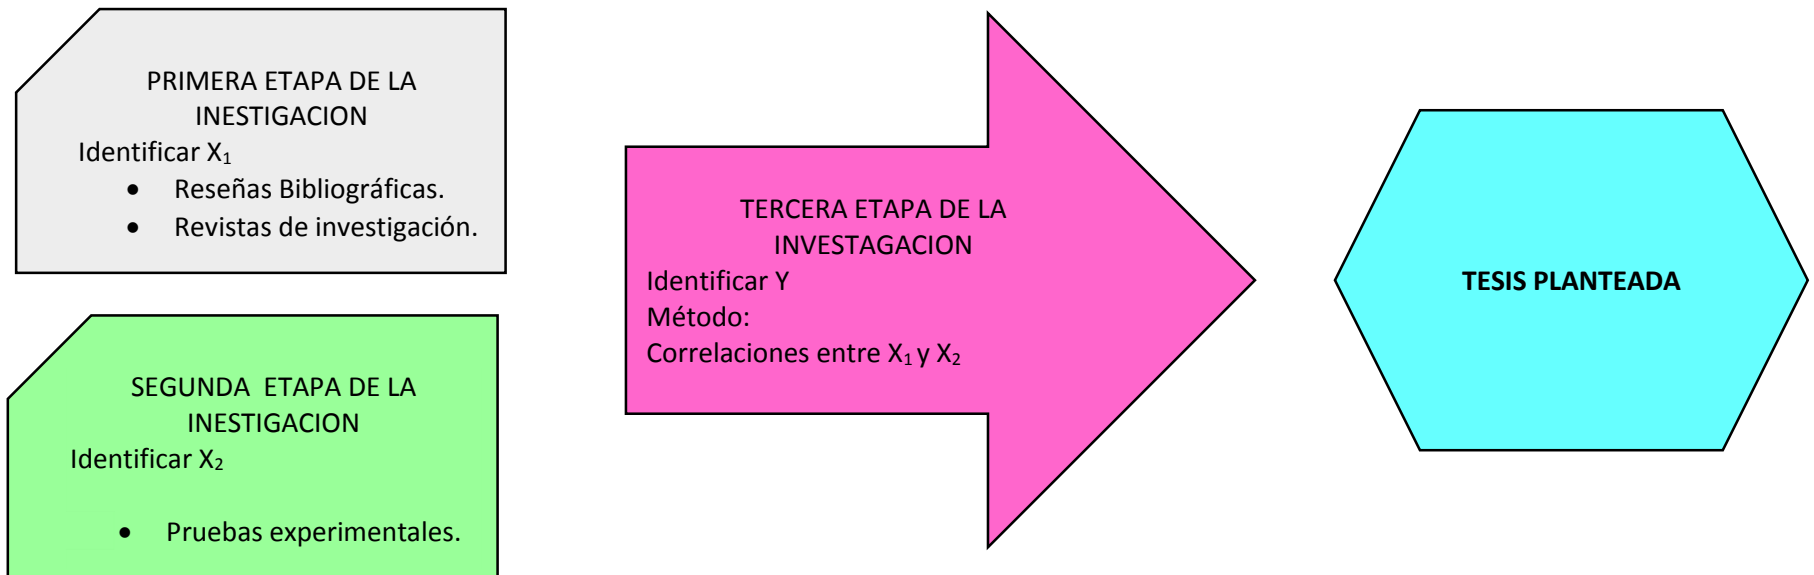 PRIMERA ETAPA DE LA
INESTIGACION
Identificar X₁
• Reseñas Bibliográficas.
• Revistas de investigación.
SEGUNDA ETAPA DE LA
INESTIGACION
Identificar X₂
• Pruebas experimentales.
TERCERA ETAPA DE LA
INVESTAGACION
Identificar Y
Método:
Correlaciones entre X₁ y X₂
TESIS PLANTEADA